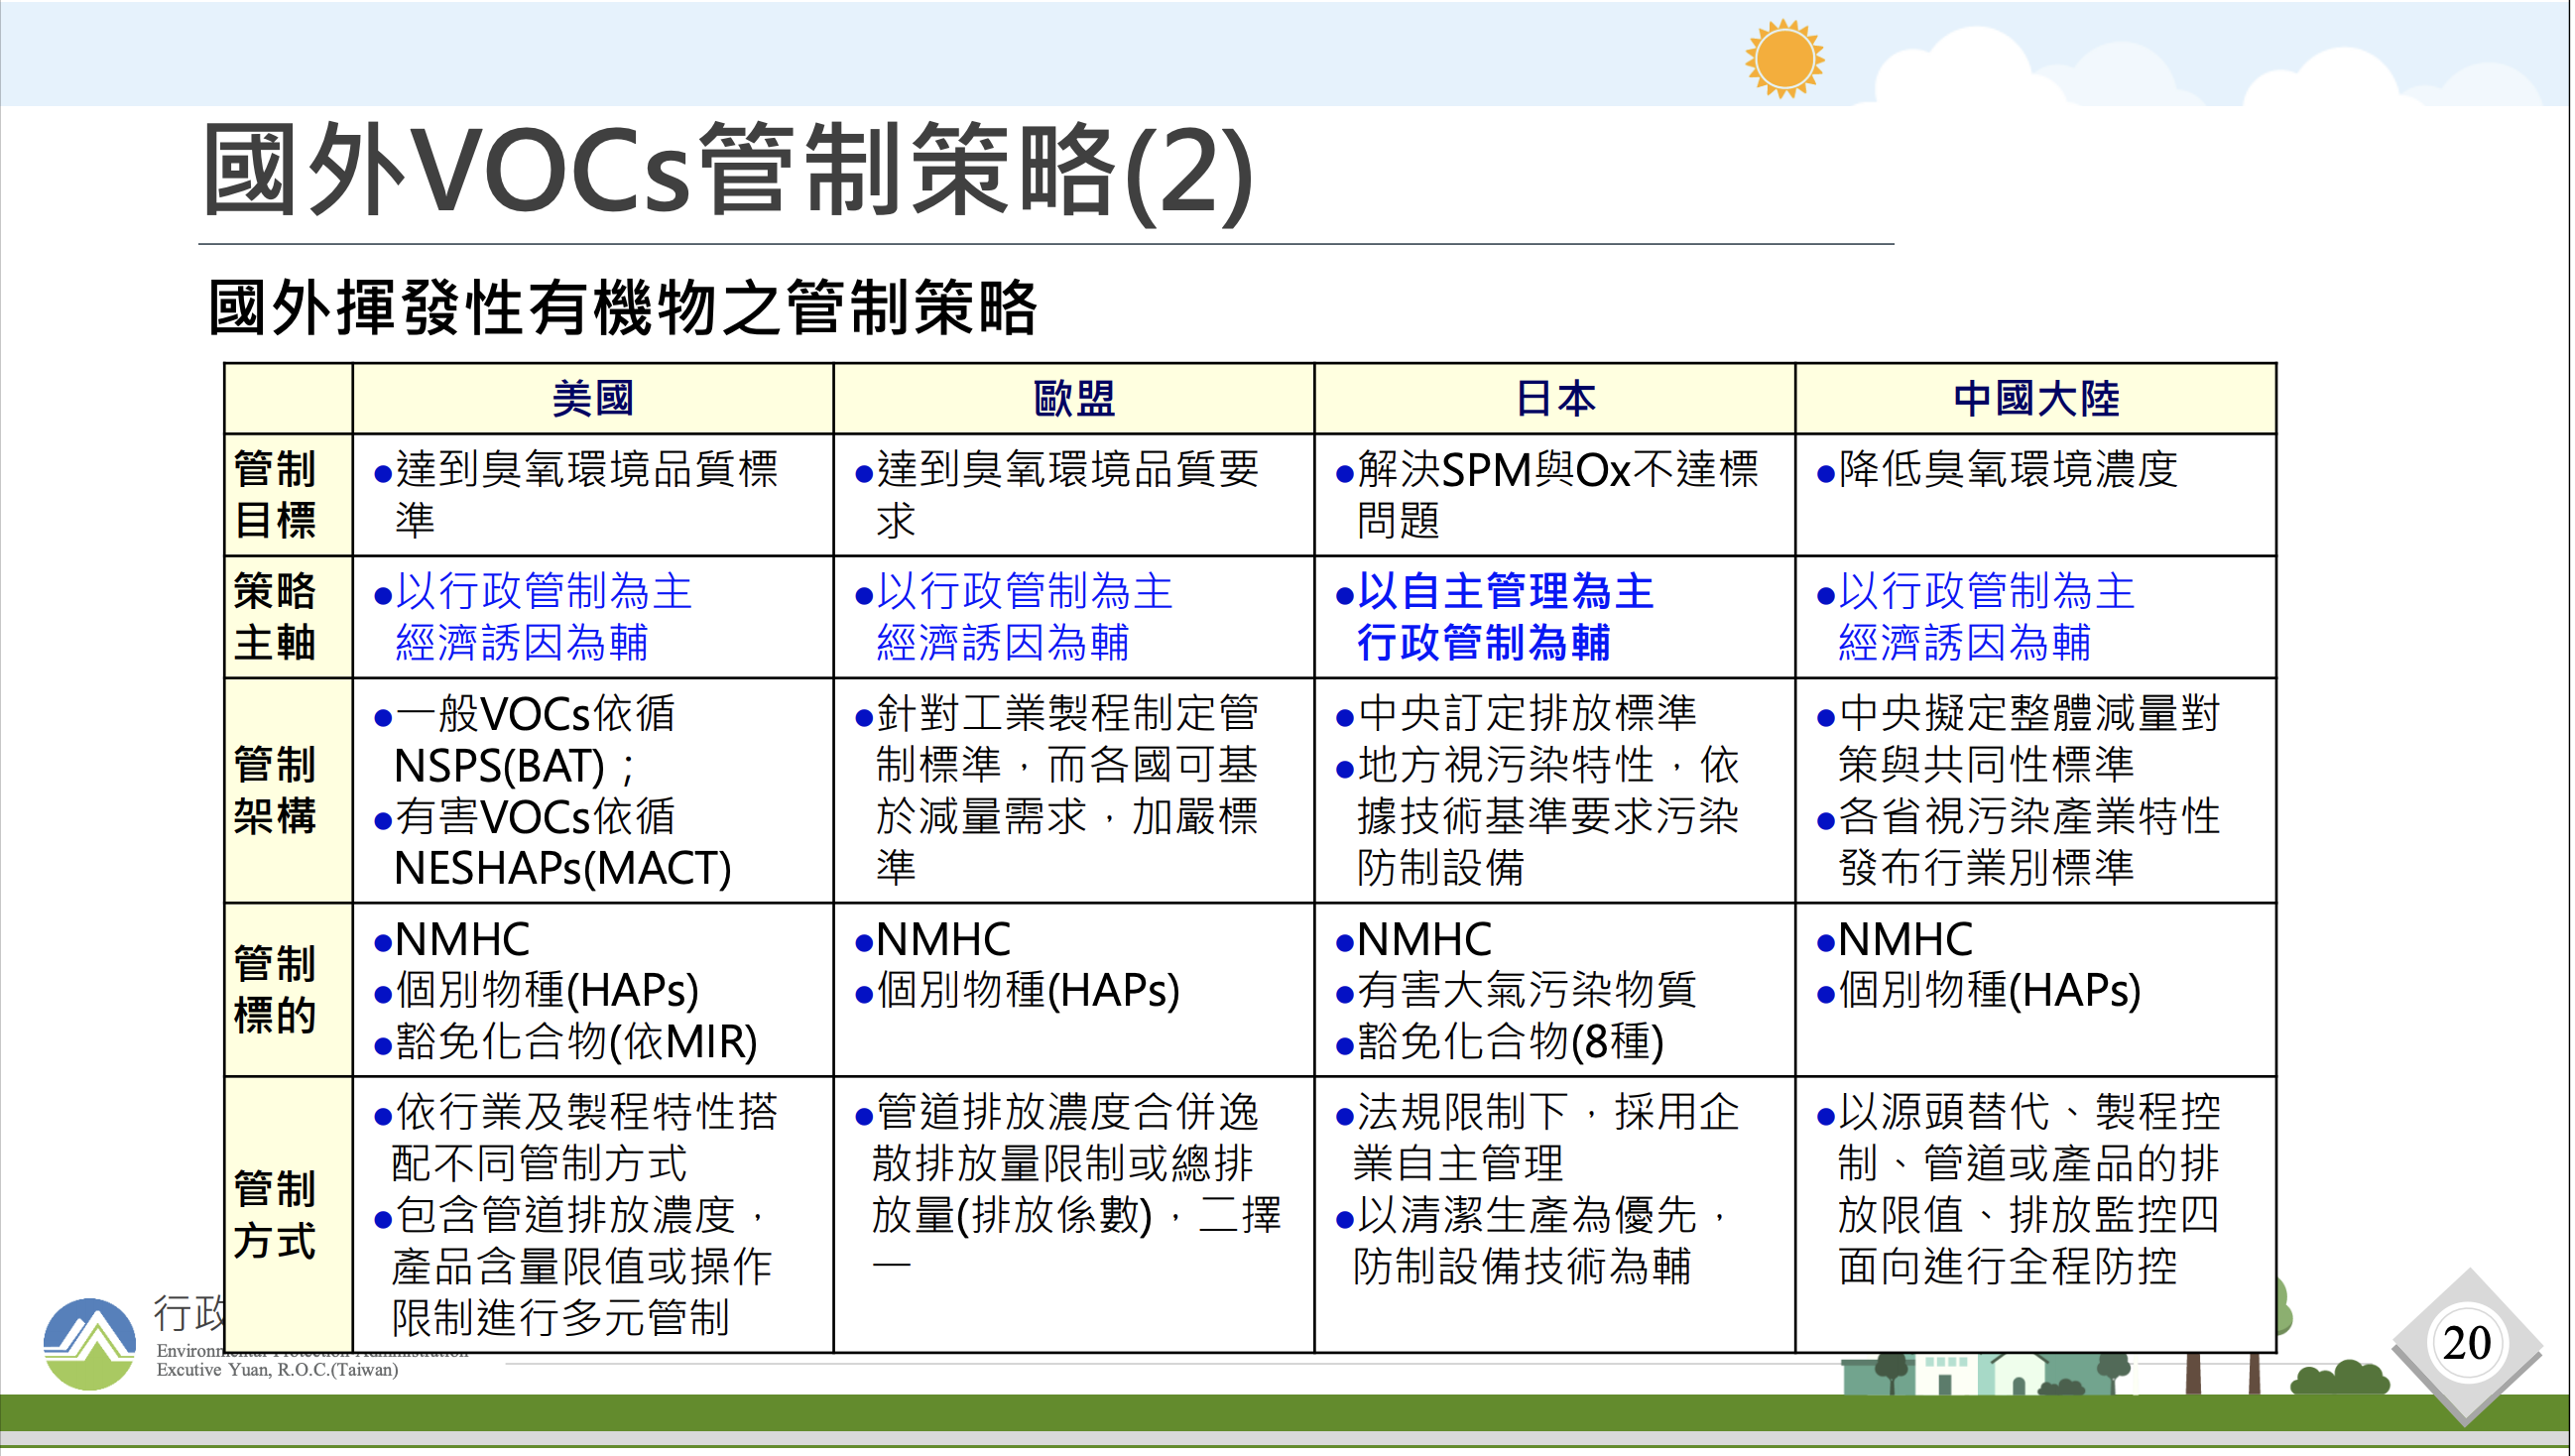 國外VOCs管制策略(2)
國外揮發性有機物之管制策略
美國
歐盟
日本
中國大陸
管制
目標
●達到臭氧環境品質標
準
●達到臭氧環境品質要
求
●解決SPM與Ox不達標
問題
●降低臭氧環境濃度
策略
主軸
●以行政管制為主
經濟誘因為輔
●以行政管制為主
經濟誘因為輔
●以自主管理為主
行政管制為輔
●以行政管制為主
經濟誘因為輔
管制
架構
●一般VOCs依循
NSPS(BAT)；
●有害VOCs依循
NESHAPs(MACT)
●針對工業製程制定管
制標準，而各國可基
於減量需求，加嚴標
準
●中央訂定排放標準
●地方視污染特性，依
據技術基準要求污染
防制設備
●中央擬定整體減量對
策與共同性標準
●各省視污染產業特性
發布行業別標準
管制
標的
●NMHC
●個別物種(HAPs)
●豁免化合物(依MIR)
●NMHC
●個別物種(HAPs)
●NMHC
●有害大氣污染物質
●豁免化合物(8種)
●NMHC
●個別物種(HAPs)
管制
方式
●依行業及製程特性搭
配不同管制方式
●包含管道排放濃度，
產品含量限值或操作
限制進行多元管制
●管道排放濃度合併逸
散排放量限制或總排
放量(排放係數)，二擇
一
●法規限制下，採用企
業自主管理
●以清潔生產為優先，
防制設備技術為輔
●以源頭替代、製程控
制、管道或產品的排
放限值、排放監控四
面向進行全程防控
行政
Environmental Protection Administration
Excutive Yuan, R.O.C.(Taiwan)
20